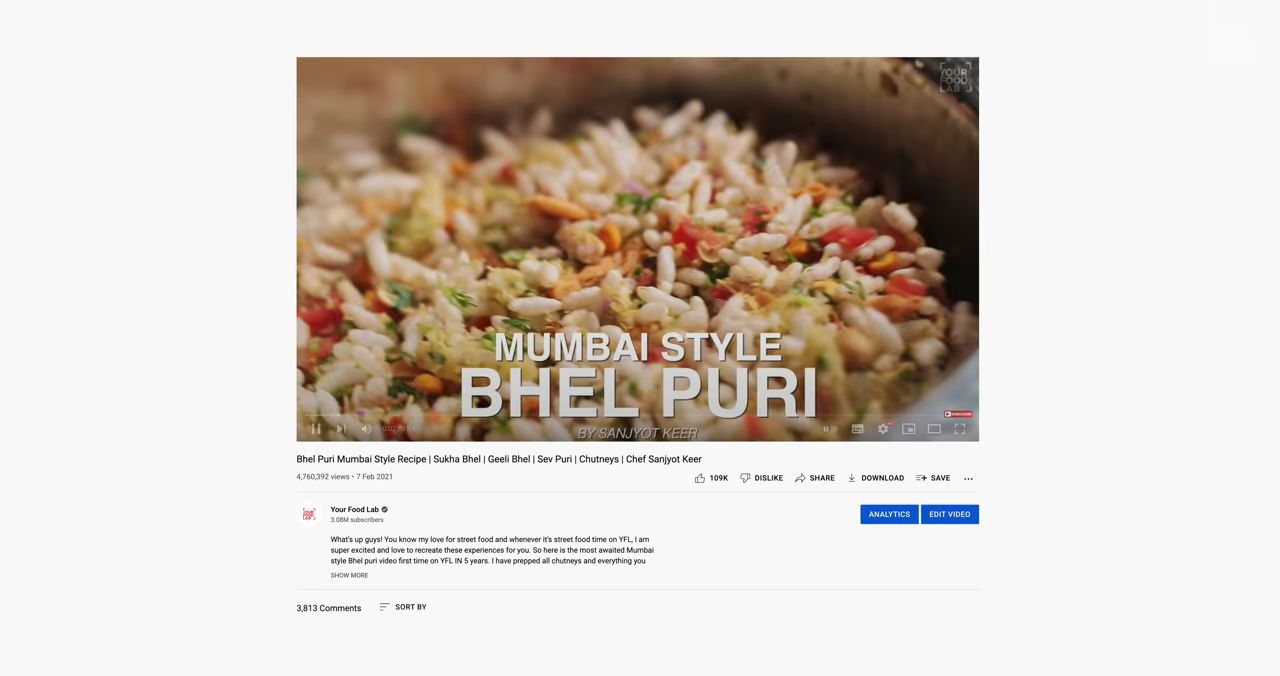 YOUR
FOOD
LAB
MUMBAI STYLE
BHEL PURI
BY SANJYOT KEER
SUBSCRIBE
Bhel Puri Mumbai Style Recipe | Sukha Bhel | Geeli Bhel | Sev Puri | Chutneys | Chef Sanjyot Keer
4,760,392 views • 7 Feb 2021
109K DISLIKE SHARE DOWNLOAD SAVE ...
YOUR
FOOD
LAB
Your Food Lab
3.08M subscribers
ANALYTICS EDIT VIDEO
What's up guys! You know my love for street food and whenever it's street food time on YFL, I am
super excited and love to recreate these experiences for you. So here is the most awaited Mumbai
style Bhel puri video first time on YFL IN 5 years. I have prepped all chutneys and everything you
SHOW MORE
3,813 Comments SORT BY